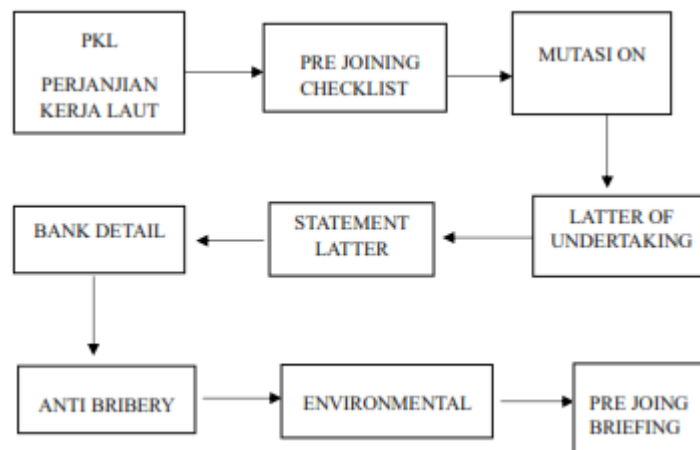 PKL
PERJANJIAN
KERJA LAUT
PRE JOINING
CHECKLIST
MUTASI ON
LATTER OF
UNDERTAKING
STATEMENT
LATTER
BANK DETAIL
ANTI BRIBERY
ENVIRONMENTAL
PRE JOING
BRIEFING